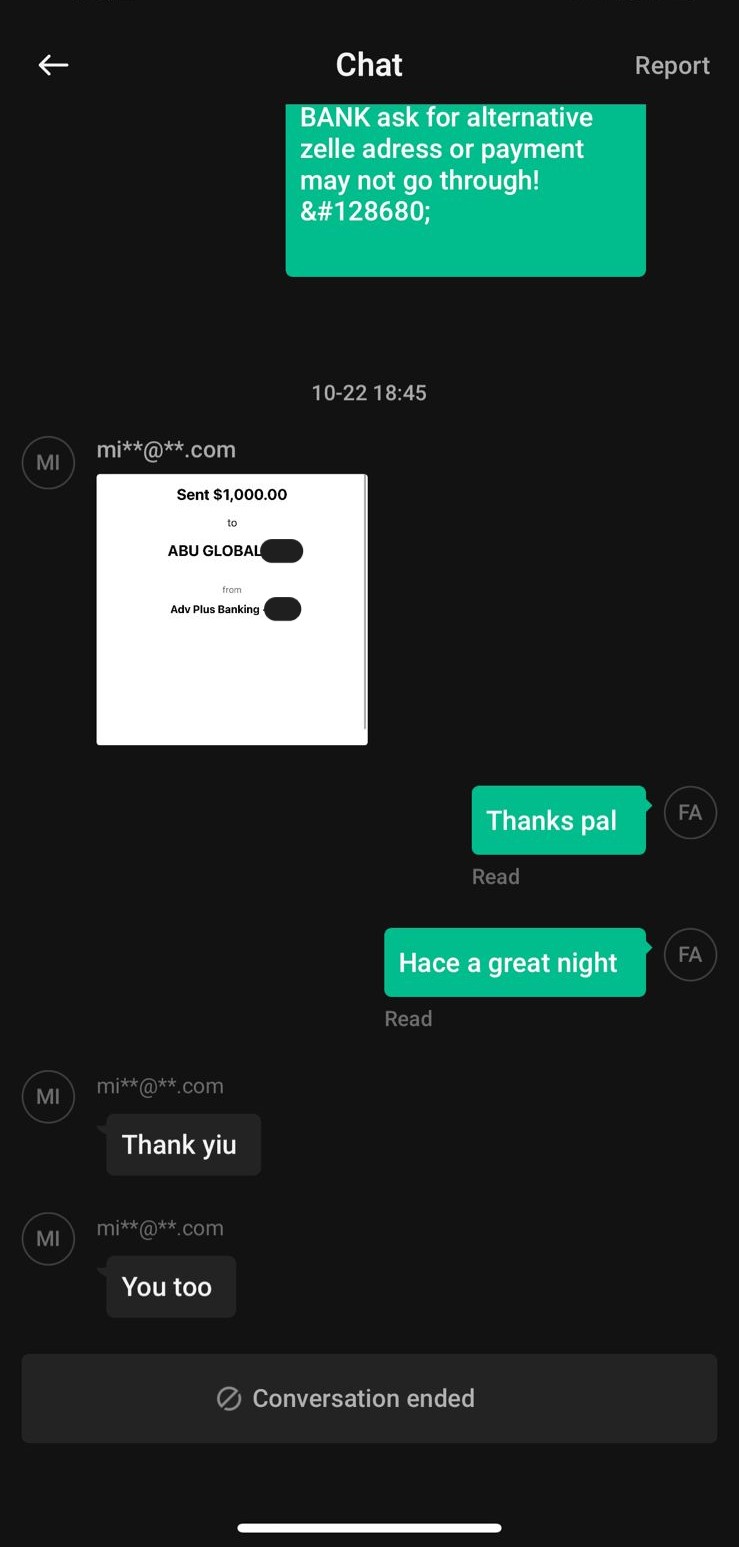 Chat
Report
BANK ask for alternative
zelle adress or payment
may not go through!
&#128680;
10-22 18:45
MI
mi**@**.com
Sent $1,000.00
to
ABU GLOBAL
from
Adv Plus Banking
Thanks pal
FA
Read
Hace a great night
FA
Read
MI
mi**@**.com
Thank yiu
MI
mi**@**.com
You too
Conversation ended